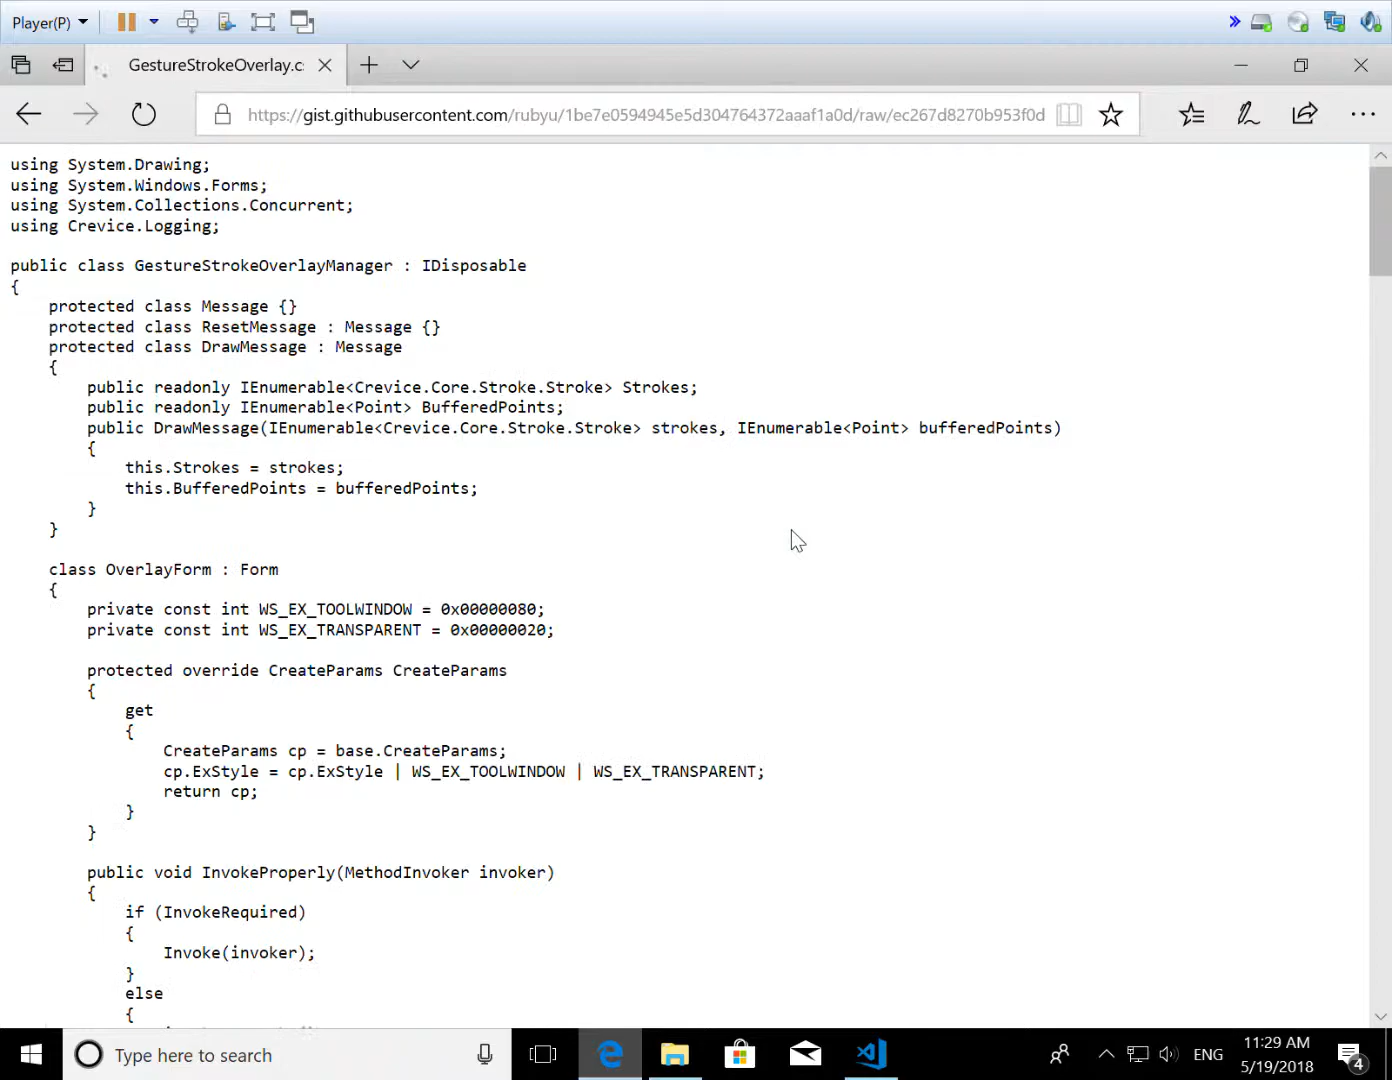 Player(P)
GestureStrokeOverlay.c
https://gist.githubusercontent.com/rubyu/1be7e0594945e5d304764372aaaf1a0d/raw/ec267d8270b953f0d
using System.Drawing;
using System.Windows.Forms;
using System.Collections.Concurrent;
using Crevice.Logging;
public class GestureStrokeOverlayManager : IDisposable
{
    protected class Message {}
    protected class ResetMessage : Message {}
    protected class DrawMessage : Message
    {
        public readonly IEnumerable<Crevice.Core.Stroke.Stroke> Strokes;
        public readonly IEnumerable<Point> BufferedPoints;
        public DrawMessage(IEnumerable<Crevice.Core.Stroke.Stroke> strokes, IEnumerable<Point> bufferedPoints)
        {
            this.Strokes = strokes;
            this.BufferedPoints = bufferedPoints;
        }
    }
    class OverlayForm : Form
    {
        private const int WS_EX_TOOLWINDOW = 0x00000080;
        private const int WS_EX_TRANSPARENT = 0x00000020;
        protected override CreateParams CreateParams
        {
            get
            {
                CreateParams cp = base.CreateParams;
                cp.ExStyle = cp.ExStyle | WS_EX_TOOLWINDOW | WS_EX_TRANSPARENT;
                return cp;
            }
        }
        public void InvokeProperly(MethodInvoker invoker)
        {
            if (InvokeRequired)
            {
                Invoke(invoker);
            }
            else
            {
Type here to search
ENG
11:29 AM
5/19/2018
4